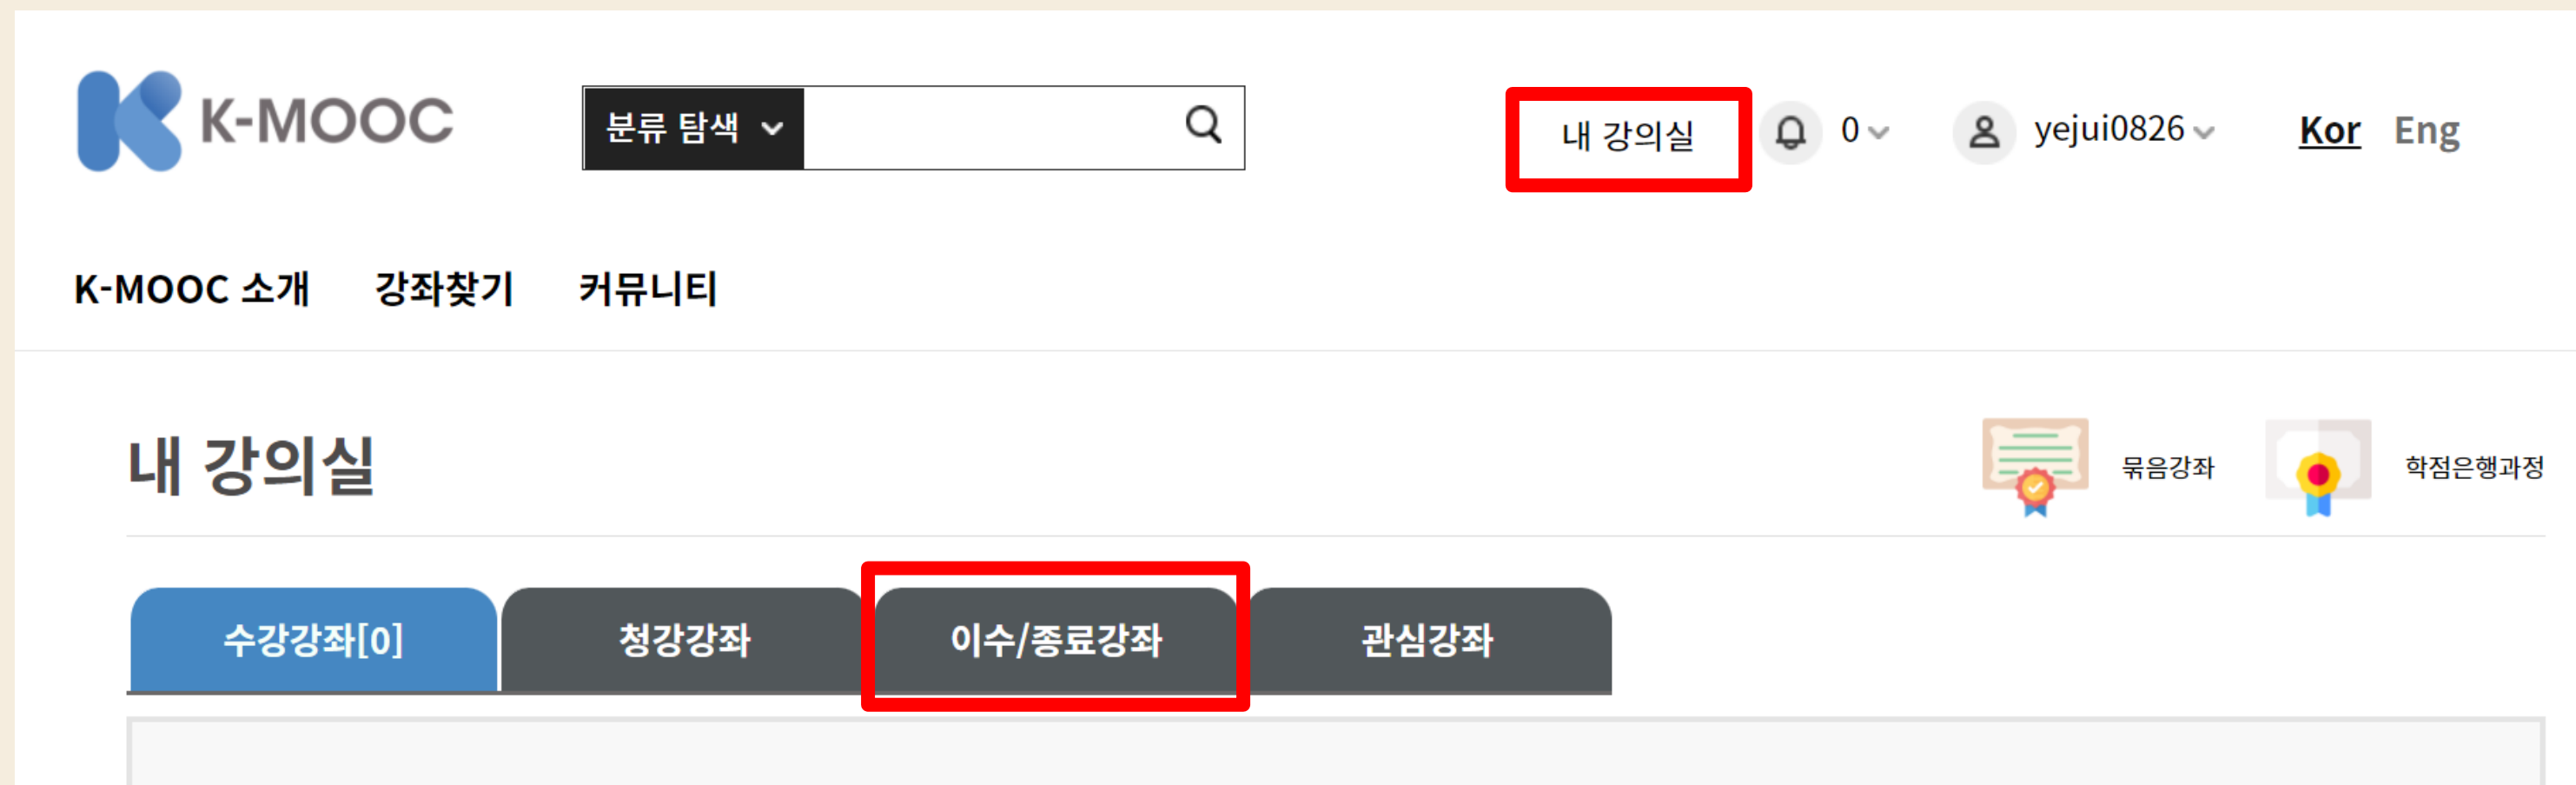 K-MOOC
분류 탐색
내 강의실
0
yejui0826
Kor Eng
K-MOOC 소개 강좌찾기 커뮤니티
내 강의실
묶음강좌
학점은행과정
수강강좌[0] 청강강좌 이수/종료강좌 관심강좌